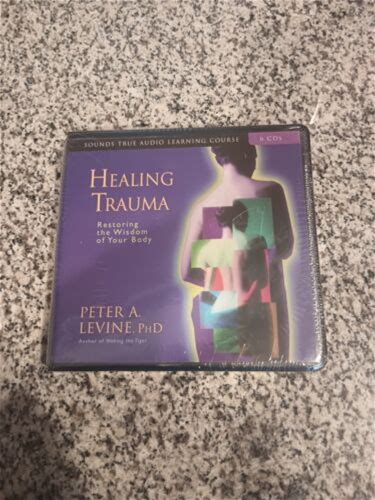 SOUNDS TRUE AUDIO LEARNING COURSE 6 CDS
HEALING
TRAUMA
Restoring
the Wisdom
of Your Body
PETER A.
LEVINE, PHD
Author of Waking the Tiger